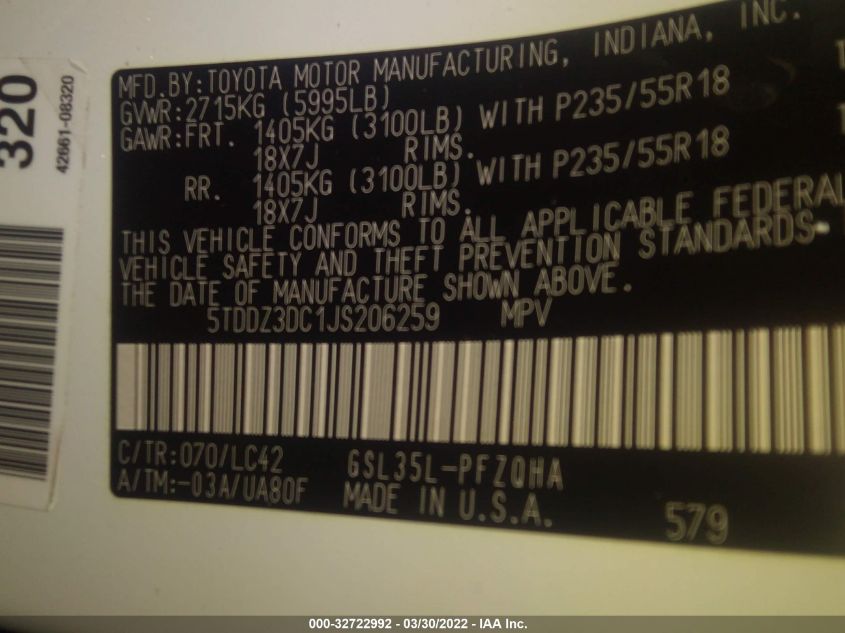 320
42661-08320
MFD.BY:TOYOTA MOTOR MANUFACTURING, INDIANA, INC.
GVWR:2715KG (5995LB)
GAWR:FRT. 1405KG (3100LB) WITH P235/55R18
18X7J RIMS.
RR. 1405KG (3100LB) WITH P235/55R18
18X7J RIMS.
THIS VEHICLE CONFORMS TO ALL APPLICABLE FEDERAL
VEHICLE SAFETY AND THEFT PREVENTION STANDARDS
THE DATE OF MANUFACTURE SHOWN ABOVE.
5TDDZ3DC1JS206259 MPV
C/TR:070/LC42 GSL35L-PFZQHA
A/TM:-03A/UA80F MADE IN U.S.A.
579
000-32722992 - 03/30/2022 - IAA Inc.